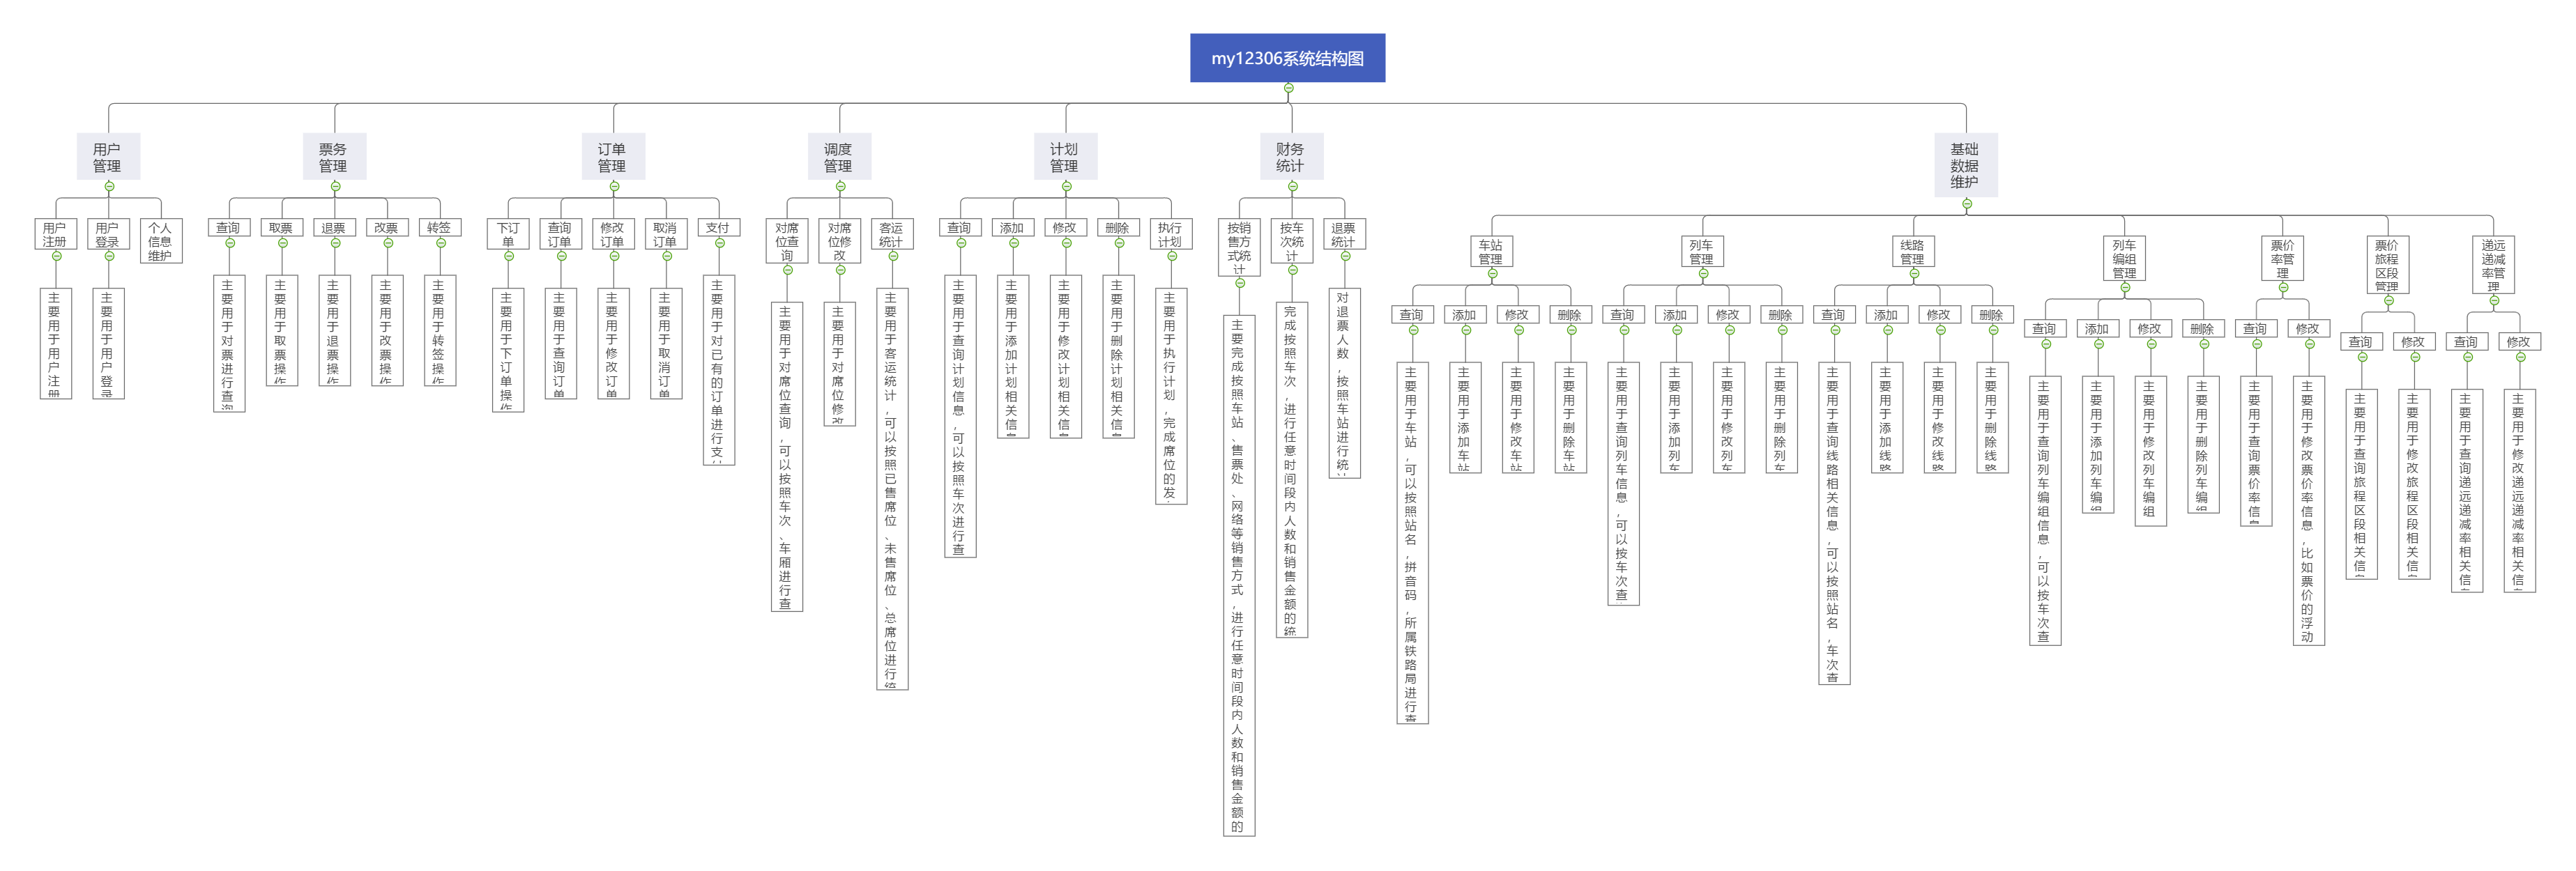 my12306系统结构图
用户
管理
票务
管理
订单
管理
调度
管理
计划
管理
财务
统计
基础
数据
维护
用户
注册
用户
登录
个人
信息
维护
查询
取票
退票
改票
转签
下订
单
查询
订单
修改
订单
取消
订单
支付
对席
位查
询
对席
位修
改
客运
统计
查询
添加
修改
删除
执行
计划
按销
售方
式统
计
按车
次统
计
退票
统计
车站
管理
列车
管理
线路
管理
列车
编组
管理
票价
率管
理
票价
旅程
区段
管理
递远
递减
率管
理
查询
添加
修改
删除
查询
添加
修改
删除
查询
添加
修改
删除
查询
添加
修改
删除
查询
修改
查询
修改
查询
修改
主要用于用户注册
主要用于用户登录
主要用于对票进行查询
主要用于取票操作
主要用于退票操作
主要用于改票操作
主要用于转签操作
主要用于下订单操作
主要用于查询订单
主要用于修改订单
主要用于取消订单
主要用于对已有的订单进行支
主要用于对席位查询,可以按照车次、车厢进行查
主要用于对席位修改
主要用于客运统计,可以按照已售席位、未售席位、总席位进行统
主要用于查询计划信息,可以按照车次进行查
主要用于添加计划相关信息
主要用于修改计划相关信息
主要用于删除计划相关信息
主要用于执行计划,完成席位的发
主要完成按照车站、售票处、网络等销售方式,进行任意时间段内人数和销售金额的
完成按照车次,进行任意时间段内人数和销售金额的统
对退票人数,按照车站进行统
主要用于车站,可以按照站名,拼音码,所属铁路局进行查
主要用于添加车站
主要用于修改车站
主要用于删除车站
主要用于查询列车信息,可以按车次查
主要用于添加列车
主要用于修改列车
主要用于删除列车
主要用于查询线路相关信息,可以按照站名,车次查
主要用于添加线路
主要用于修改线路
主要用于删除线路
主要用于查询列车编组信息,可以按车次查
主要用于添加列车编组
主要用于修改列车编组
主要用于删除列车编组
主要用于查询票价率信息
主要用于修改票价率信息,比如票价的浮动
主要用于查询旅程区段相关信息
主要用于修改旅程区段相关信息
主要用于查询递远递减率相关信息
主要用于修改递远递减率相关信息